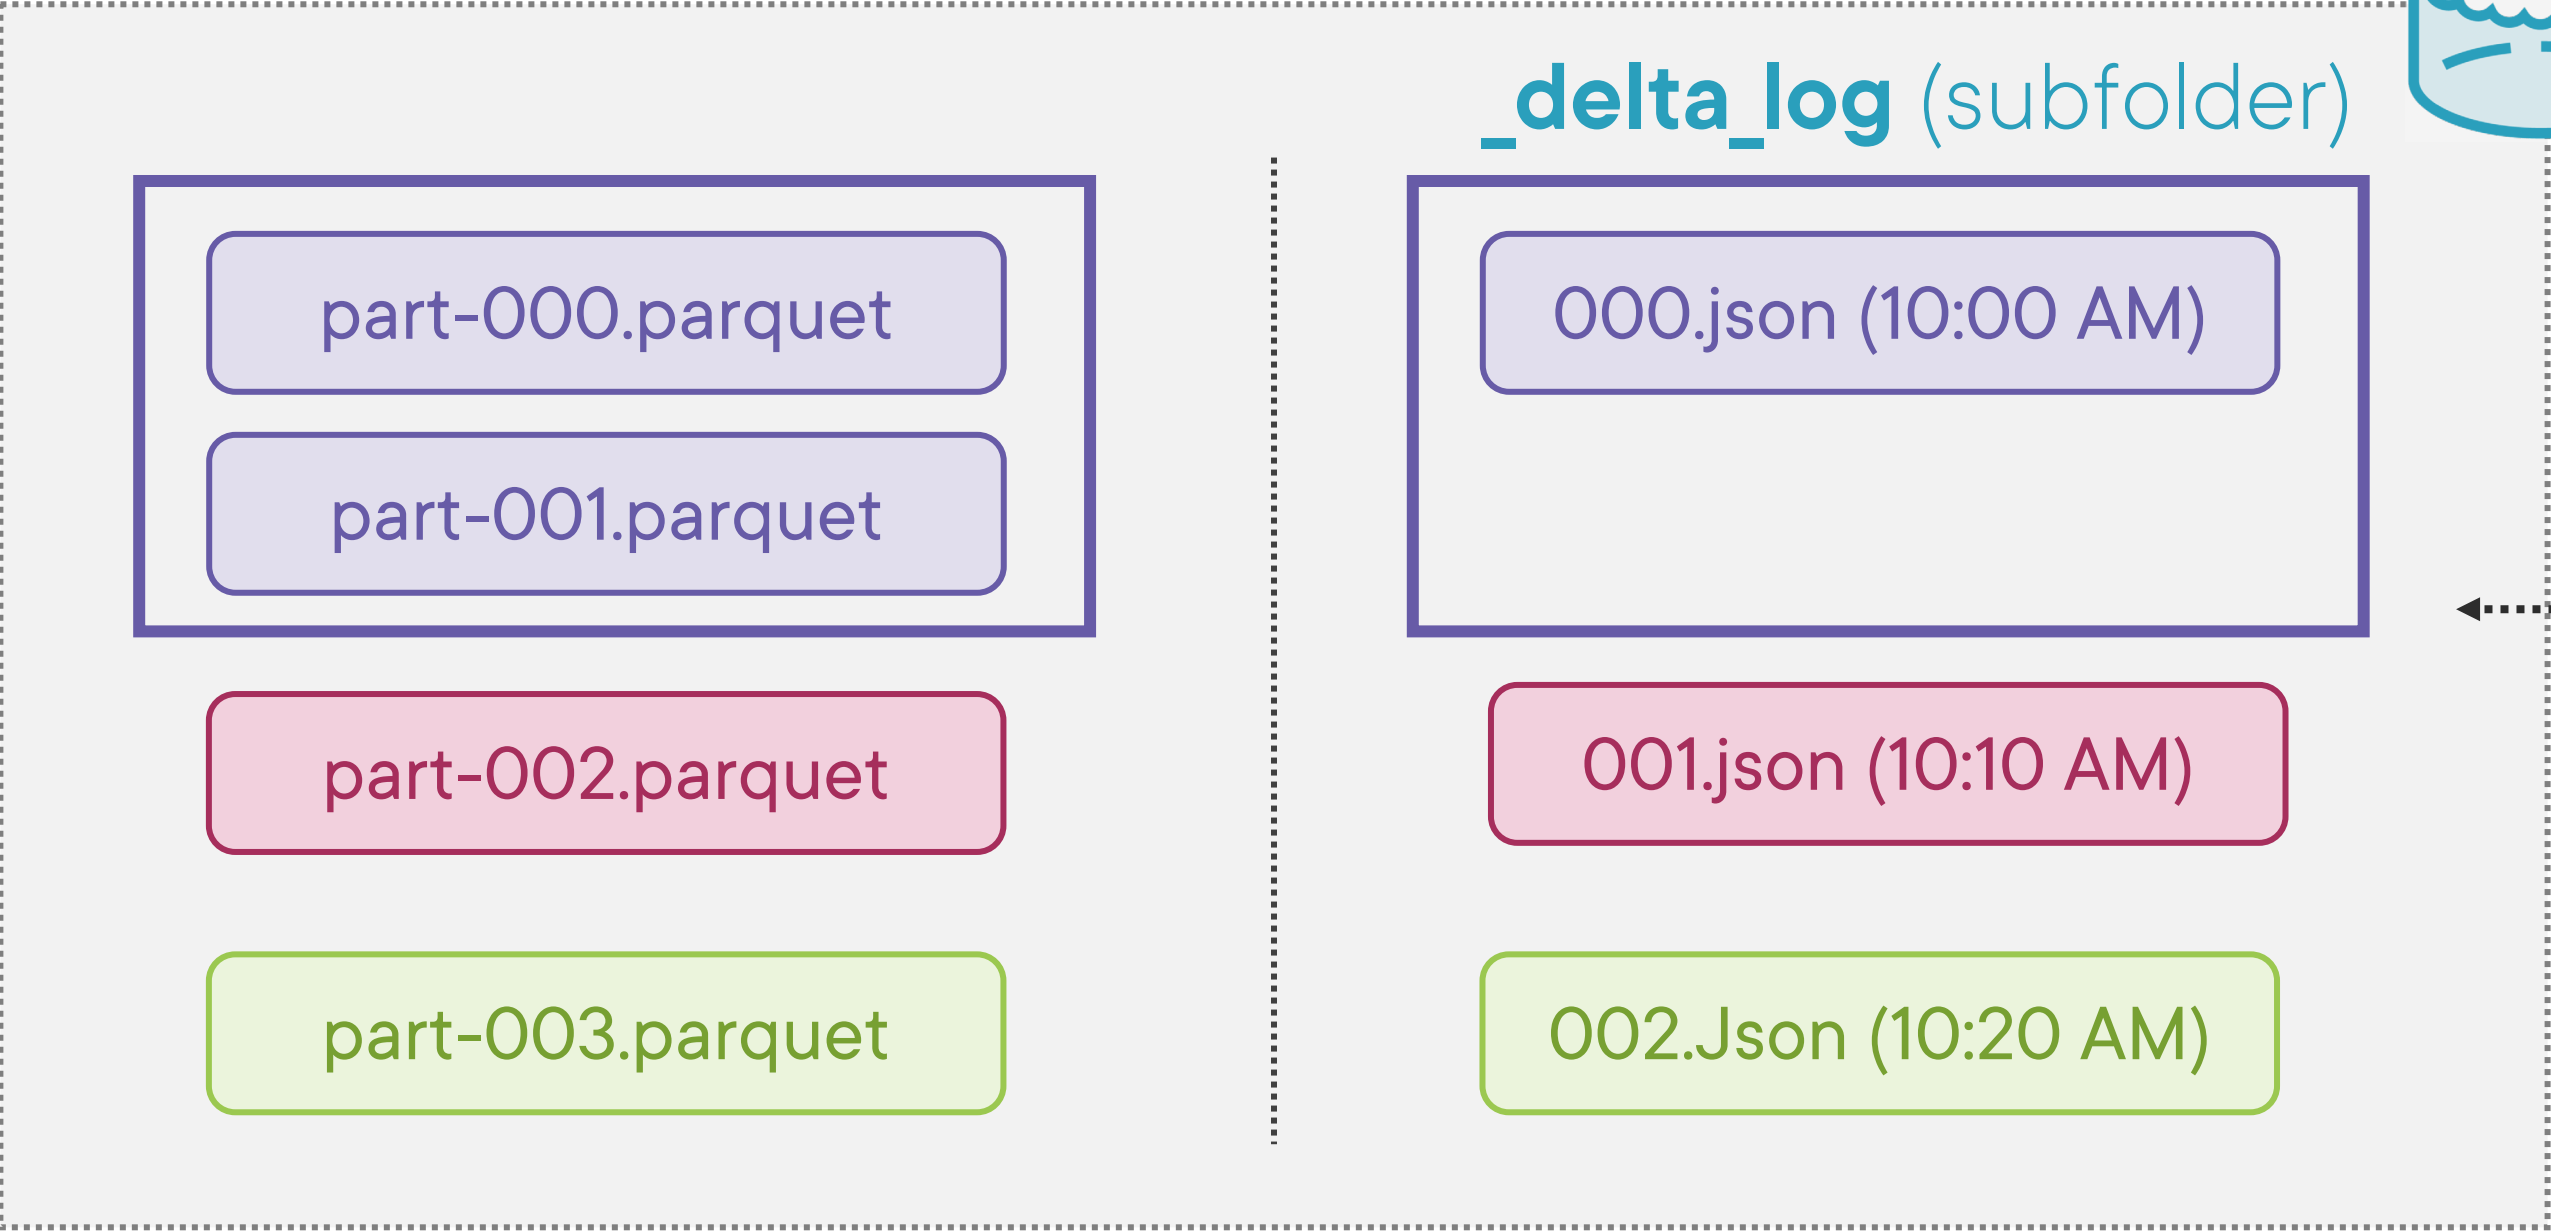 _delta_log (subfolder)
part-000.parquet
part-001.parquet
part-002.parquet
part-003.parquet
000.json (10:00 AM)
001.json (10:10 AM)
002.Json (10:20 AM)